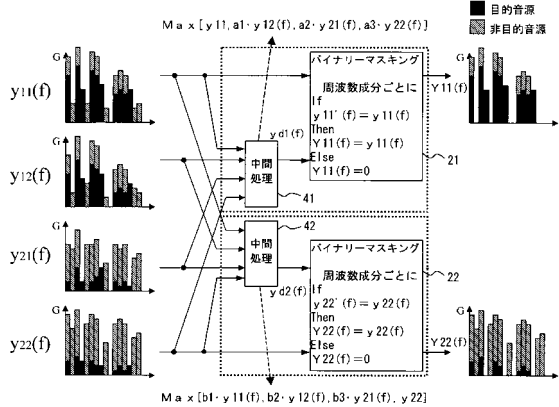 Max[y11, a1・y12(f), a2・y21(f), a3・y22(f)]
目的音源
非目的音源
G
y11(f)
バイナリーマスキング
周波数成分ごとに
If
y11'(f)=y11(f)
Then
Y11(f)=y11(f)
Else
Y11(f)=0
Y11(f)
G
21
yd1(f)
中間
処理
41
G
y12(f)
G
y21(f)
42
中間
処理
yd2(f)
バイナリーマスキング
周波数成分ごとに
If
y22'(f)=y22(f)
Then
Y22(f)=y22(f)
Else
Y22(f)=0
22
Y22(f)
G
G
y22(f)
Max[b1・y11(f), b2・y12(f), b3・y21(f), y22]